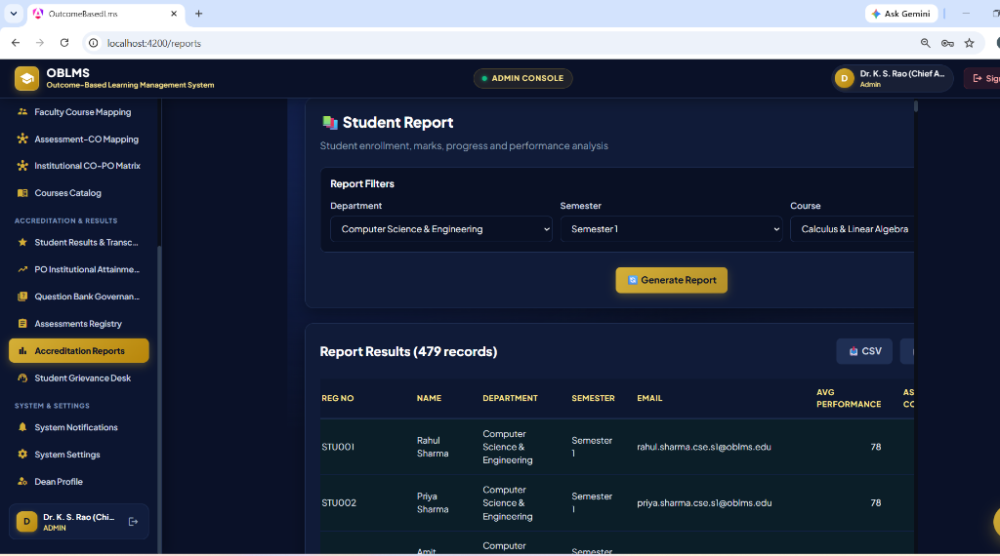 OutcomeBasedLms
Ask Gemini
localhost:4200/reports
OBLMS
Outcome-Based Learning Management System
ADMIN CONSOLE
D
Dr. K. S. Rao (Chief A...
Admin
Sig
Faculty Course Mapping
Assessment-CO Mapping
Institutional CO-PO Matrix
Courses Catalog
ACCREDITATION & RESULTS
Student Results & Transc...
PO Institutional Attainme...
Question Bank Governan...
Assessments Registry
Accreditation Reports
Student Grievance Desk
SYSTEM & SETTINGS
System Notifications
System Settings
Dean Profile
D
Dr. K. S. Rao (Chi...
ADMIN
Student Report
Student enrollment, marks, progress and performance analysis
Report Filters
Department Semester Course
Computer Science & Engineering Semester 1 Calculus & Linear Algebra
Generate Report
Report Results (479 records)
CSV
REG NO NAME DEPARTMENT SEMESTER EMAIL AVG PERFORMANCE AS CO
STU001 Rahul Sharma Computer Science & Engineering Semester 1 rahul.sharma.cse.s1@oblms.edu 78
STU002 Priya Sharma Computer Science & Engineering Semester 1 priya.sharma.cse.s1@oblms.edu 78
Amit Computer Semester